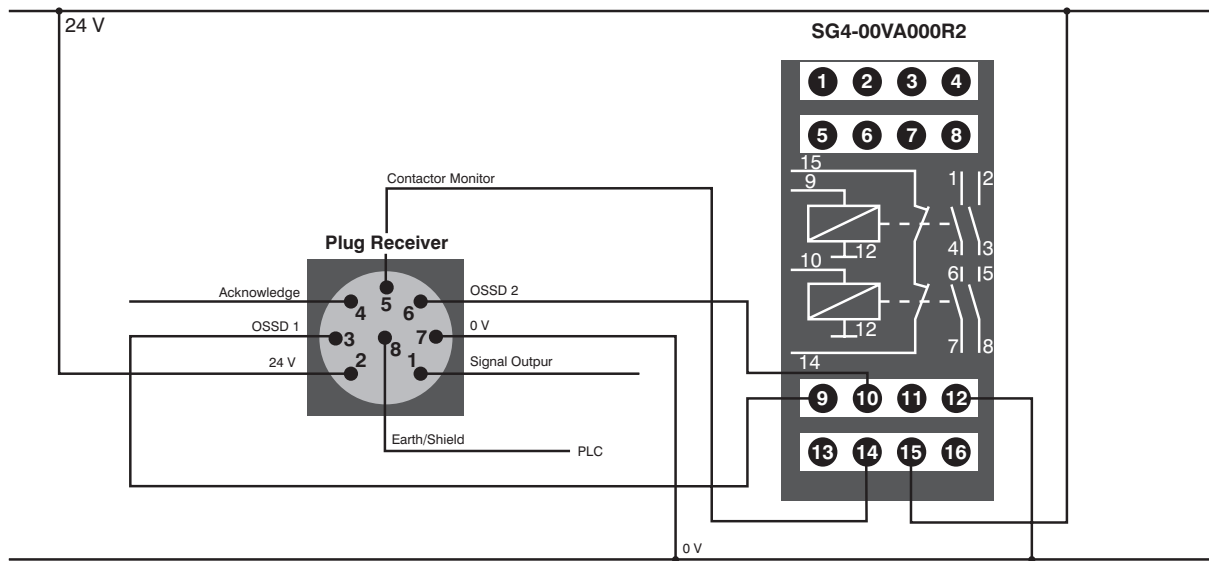 24 V
SG4-00VA000R2
1 2 3 4
5 6 7 8
15
9
1 2
12
4 3
10
6 5
12
7 8
14
9 10 11 12
13 14 15 16
Contactor Monitor
Plug Receiver
Acknowledge
OSSD 2
OSSD 1
0 V
24 V
Signal Outpur
5
4 6
3 8 7
2 1
Earth/Shield
PLC
0 V